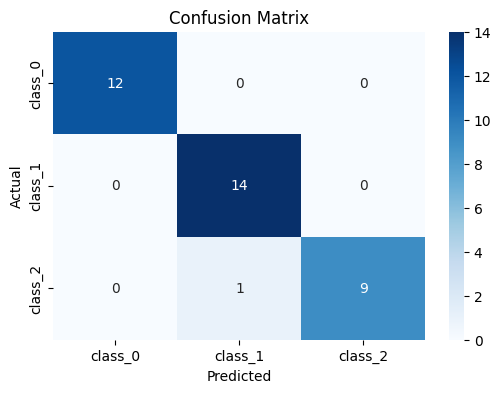 Confusion Matrix
Actual
class_0
12 0 0
class_1
0 14 0
class_2
0 1 9
class_0 class_1 class_2
Predicted
14
12
10
8
6
4
2
0